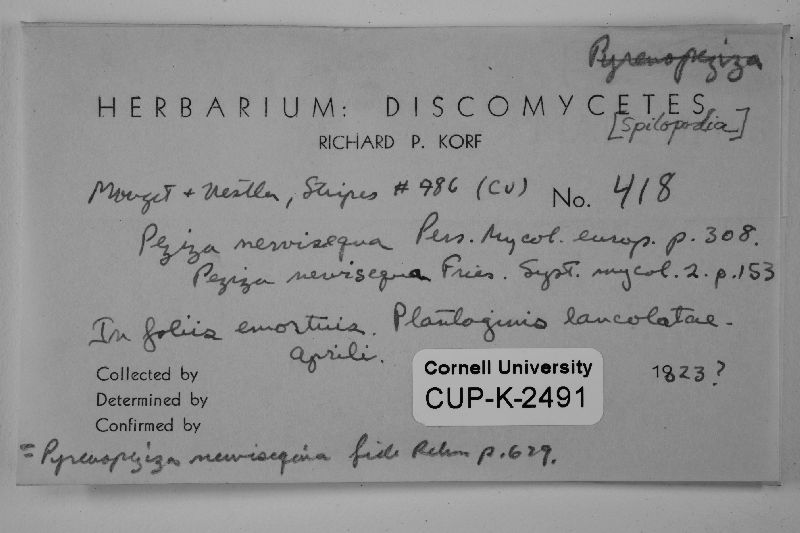 Pyrenopeziza
HERBARIUM: DISCOMYCETES
[Spilopodia]
RICHARD P. KORF
Mouget + Nestler, Stirpes # 986 (CU) No. 418
Peziza nervisequa Pers. Mycol. europ. p. 308.
Peziza nervisequa Fries. Syst. mycol. 2. p.153
In foliis emortuis. Plantaginis lancolatae.
Aprili.
Collected by
1823?
Determined by
Confirmed by
Cornell University
CUP-K-2491
= Pyrenopeziza nervisequia fide Rehm p.629.